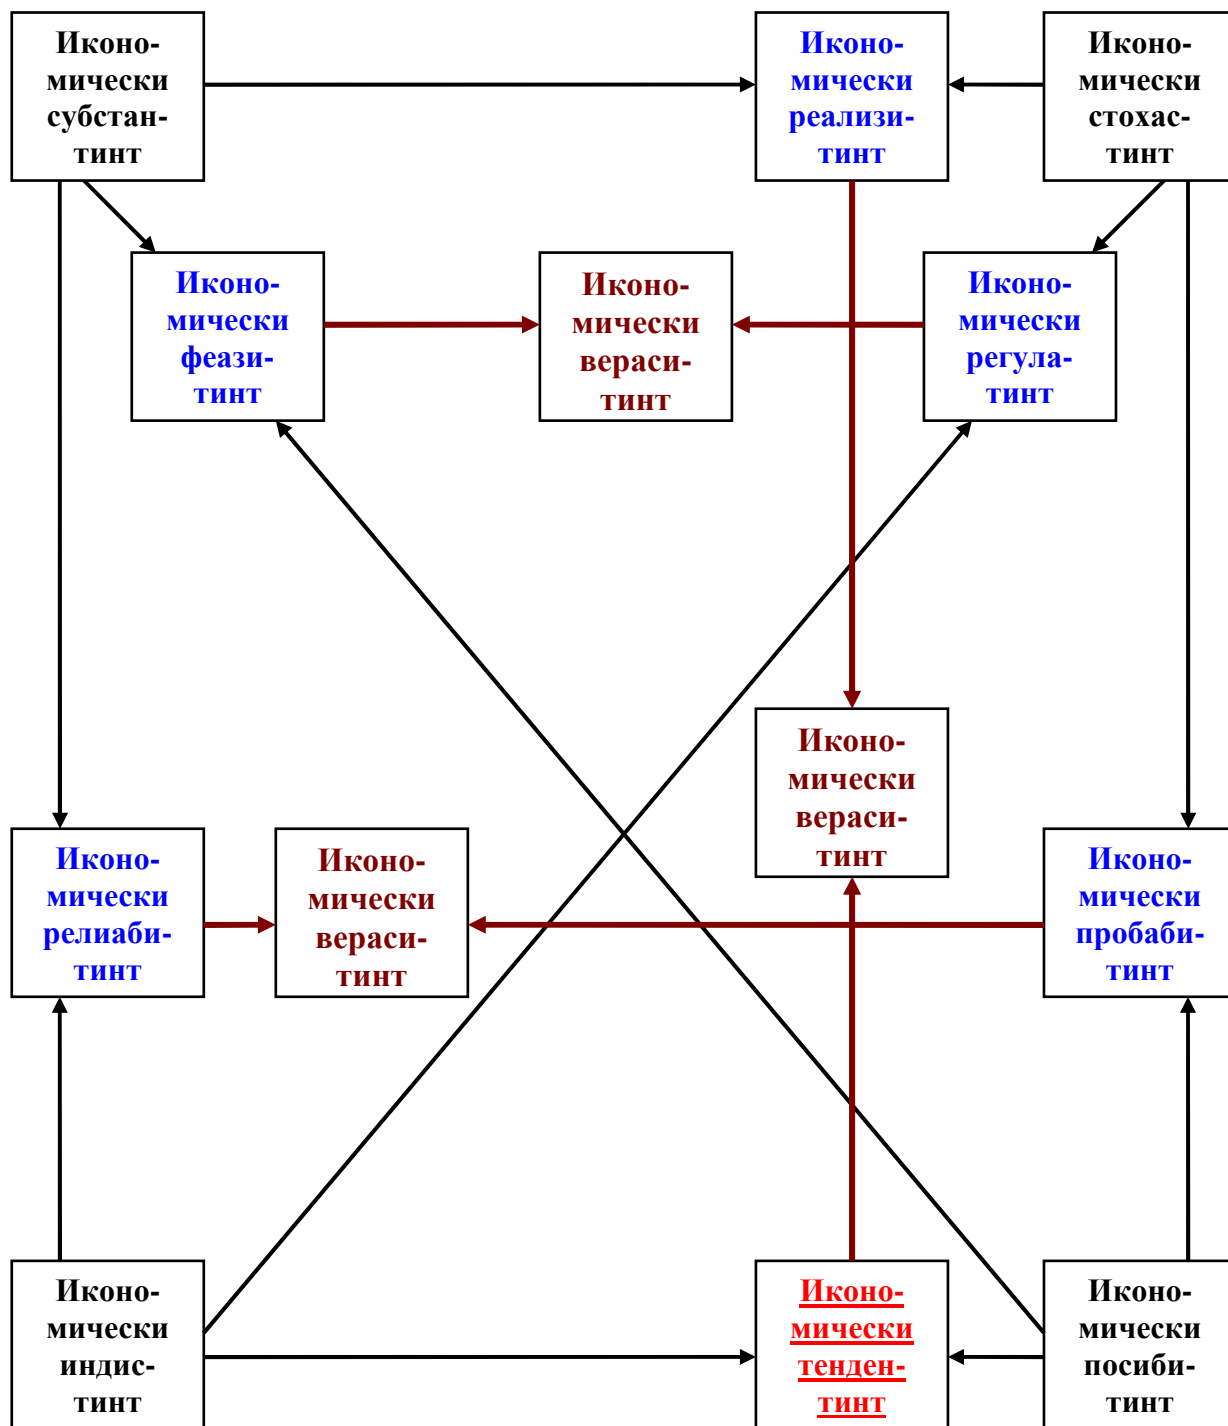 Иконо-
мически
субстан-
тинт
Иконо-
мически
реализи-
тинт
Иконо-
мически
стохас-
тинт
Иконо-
мически
феази-
тинт
Иконо-
мически
вераси-
тинт
Иконо-
мически
регула-
тинт
Иконо-
мически
вераси-
тинт
Иконо-
мически
релиаби-
тинт
Иконо-
мически
вераси-
тинт
Иконо-
мически
пробаби-
тинт
Иконо-
мически
индис-
тинт
Иконо-
мически
тенден-
тинт
Иконо-
мически
посиби-
тинт